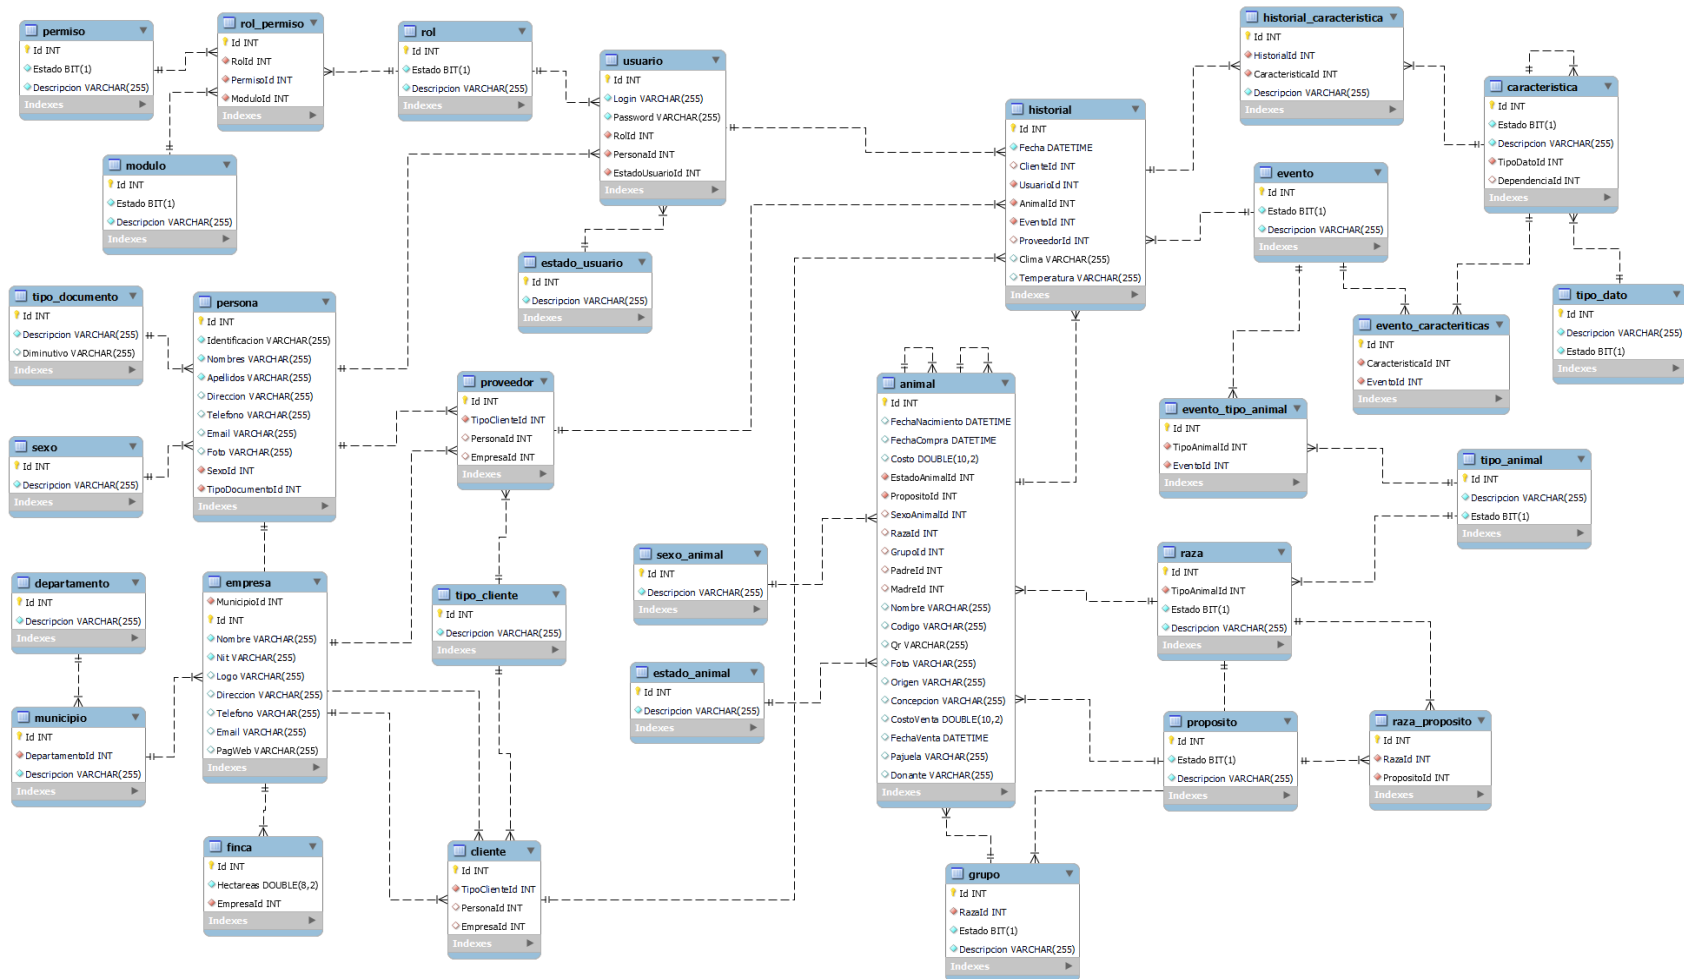 permiso
Id INT
Estado BIT(1)
Descripcion VARCHAR(255)
Indexes
rol_permiso
Id INT
RolId INT
PermisoId INT
ModuloId INT
Indexes
rol
Id INT
Estado BIT(1)
Descripcion VARCHAR(255)
Indexes
usuario
Id INT
Login VARCHAR(255)
Password VARCHAR(255)
RolId INT
PersonaId INT
EstadoUsuarioId INT
Indexes
historial
Id INT
Fecha DATETIME
ClienteId INT
UsuarioId INT
AnimalId INT
EventoId INT
ProveedorId INT
Clima VARCHAR(255)
Temperatura VARCHAR(255)
Indexes
historial_caracteristica
Id INT
HistorialId INT
CaracteristicaId INT
Descripcion VARCHAR(255)
Indexes
caracteristica
Id INT
Estado BIT(1)
Descripcion VARCHAR(255)
TipoDatoId INT
DependenciaId INT
Indexes
modulo
Id INT
Estado BIT(1)
Descripcion VARCHAR(255)
Indexes
evento
Id INT
Estado BIT(1)
Descripcion VARCHAR(255)
Indexes
estado_usuario
Id INT
Descripcion VARCHAR(255)
Indexes
tipo_documento
Id INT
Descripcion VARCHAR(255)
Diminutivo VARCHAR(255)
Indexes
persona
Id INT
Identificacion VARCHAR(255)
Nombres VARCHAR(255)
Apellidos VARCHAR(255)
Direccion VARCHAR(255)
Telefono VARCHAR(255)
Email VARCHAR(255)
Foto VARCHAR(255)
SexoId INT
TipoDocumentoId INT
Indexes
tipo_dato
Id INT
Descripcion VARCHAR(255)
Estado BIT(1)
Indexes
evento_caracteriticas
Id INT
CaracteristicaId INT
EventoId INT
Indexes
proveedor
Id INT
TipoClienteId INT
PersonaId INT
EmpresaId INT
Indexes
animal
Id INT
FechaNacimiento DATETIME
FechaCompra DATETIME
Costo DOUBLE(10,2)
EstadoAnimalId INT
PropositoId INT
SexoAnimalId INT
RazaId INT
GrupoId INT
PadreId INT
MadreId INT
Nombre VARCHAR(255)
Codigo VARCHAR(255)
Qr VARCHAR(255)
Foto VARCHAR(255)
Origen VARCHAR(255)
Concepcion VARCHAR(255)
CostoVenta DOUBLE(10,2)
FechaVenta DATETIME
Pajuela VARCHAR(255)
Donante VARCHAR(255)
Indexes
evento_tipo_animal
Id INT
TipoAnimalId INT
EventoId INT
Indexes
sexo
Id INT
Descripcion VARCHAR(255)
Indexes
tipo_animal
Id INT
Descripcion VARCHAR(255)
Estado BIT(1)
Indexes
sexo_animal
Id INT
Descripcion VARCHAR(255)
Indexes
raza
Id INT
TipoAnimalId INT
Estado BIT(1)
Descripcion VARCHAR(255)
Indexes
departamento
Id INT
Descripcion VARCHAR(255)
Indexes
empresa
MunicipioId INT
Id INT
Nombre VARCHAR(255)
Nit VARCHAR(255)
Logo VARCHAR(255)
Direccion VARCHAR(255)
Telefono VARCHAR(255)
Email VARCHAR(255)
PagWeb VARCHAR(255)
Indexes
tipo_cliente
Id INT
Descripcion VARCHAR(255)
Indexes
estado_animal
Id INT
Descripcion VARCHAR(255)
Indexes
municipio
Id INT
DepartamentoId INT
Descripcion VARCHAR(255)
Indexes
proposito
Id INT
Estado BIT(1)
Descripcion VARCHAR(255)
Indexes
raza_proposito
Id INT
RazaId INT
PropositoId INT
Indexes
finca
Id INT
Hectareas DOUBLE(8,2)
EmpresaId INT
Indexes
cliente
Id INT
TipoClienteId INT
PersonaId INT
EmpresaId INT
Indexes
grupo
Id INT
RazaId INT
Estado BIT(1)
Descripcion VARCHAR(255)
Indexes